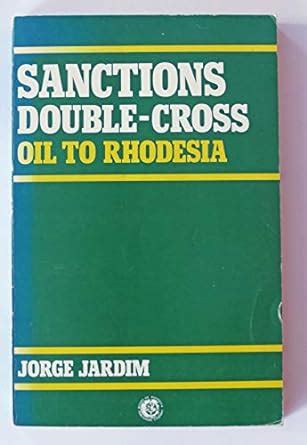 SANCTIONS
DOUBLE-CROSS
OIL TO RHODESIA
JORGE JARDIM